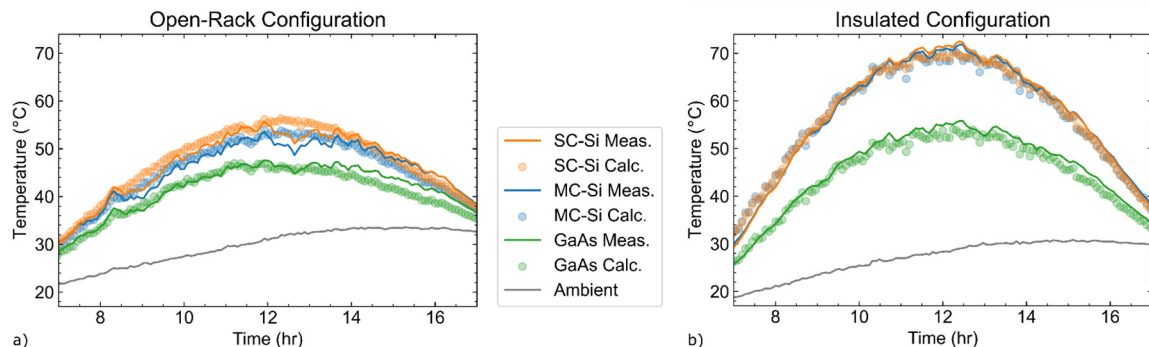 Open-Rack Configuration
Temperature (°C)
70
60
50
40
30
20
8
10
12
14
16
Time (hr)
a)
SC-Si Meas.
SC-Si Calc.
MC-Si Meas.
MC-Si Calc.
GaAs Meas.
GaAs Calc.
Ambient
Insulated Configuration
Temperature (°C)
70
60
50
40
30
20
8
10
12
14
16
Time (hr)
b)